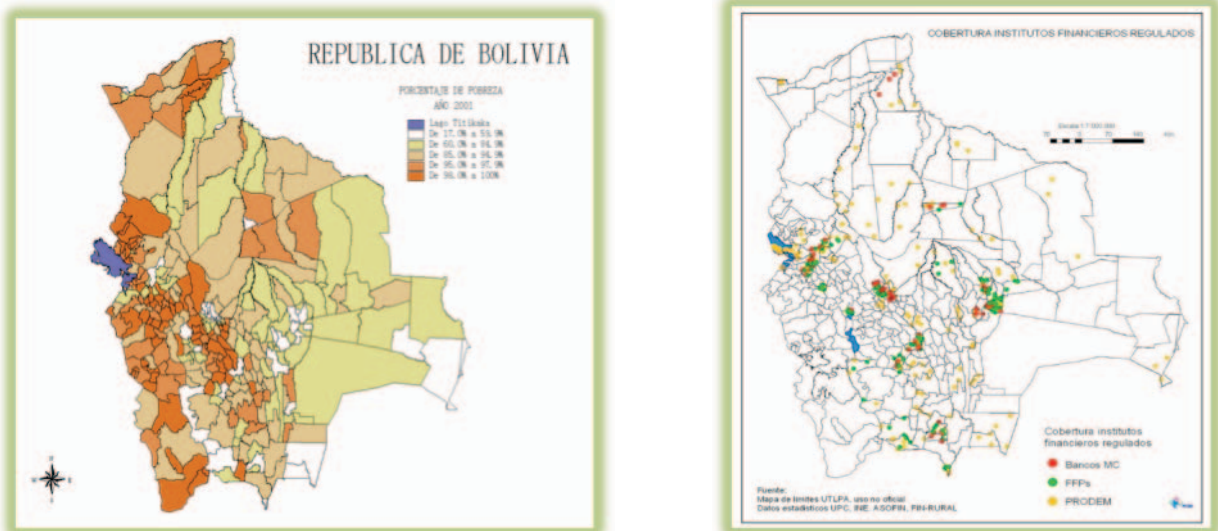 REPUBLICA DE BOLIVIA
PORCENTAJE DE POBREZA
AÑO 2001
Lago Titikaka
De 17.0% a 59.9%
De 60.0% a 84.9%
De 85.0% a 94.9%
De 95.0% a 97.9%
De 98.0% a 100%
COBERTURA INSTITUTOS FINANCIEROS REGULADOS
Cobertura institutos
financieros regulados
Bancos MC
FFPs
PRODEM
Fuente:
Mapa de límites UTLPA, uso no oficial
Datos estadísticos UPC, INE, ASOFIN, FIN-RURAL